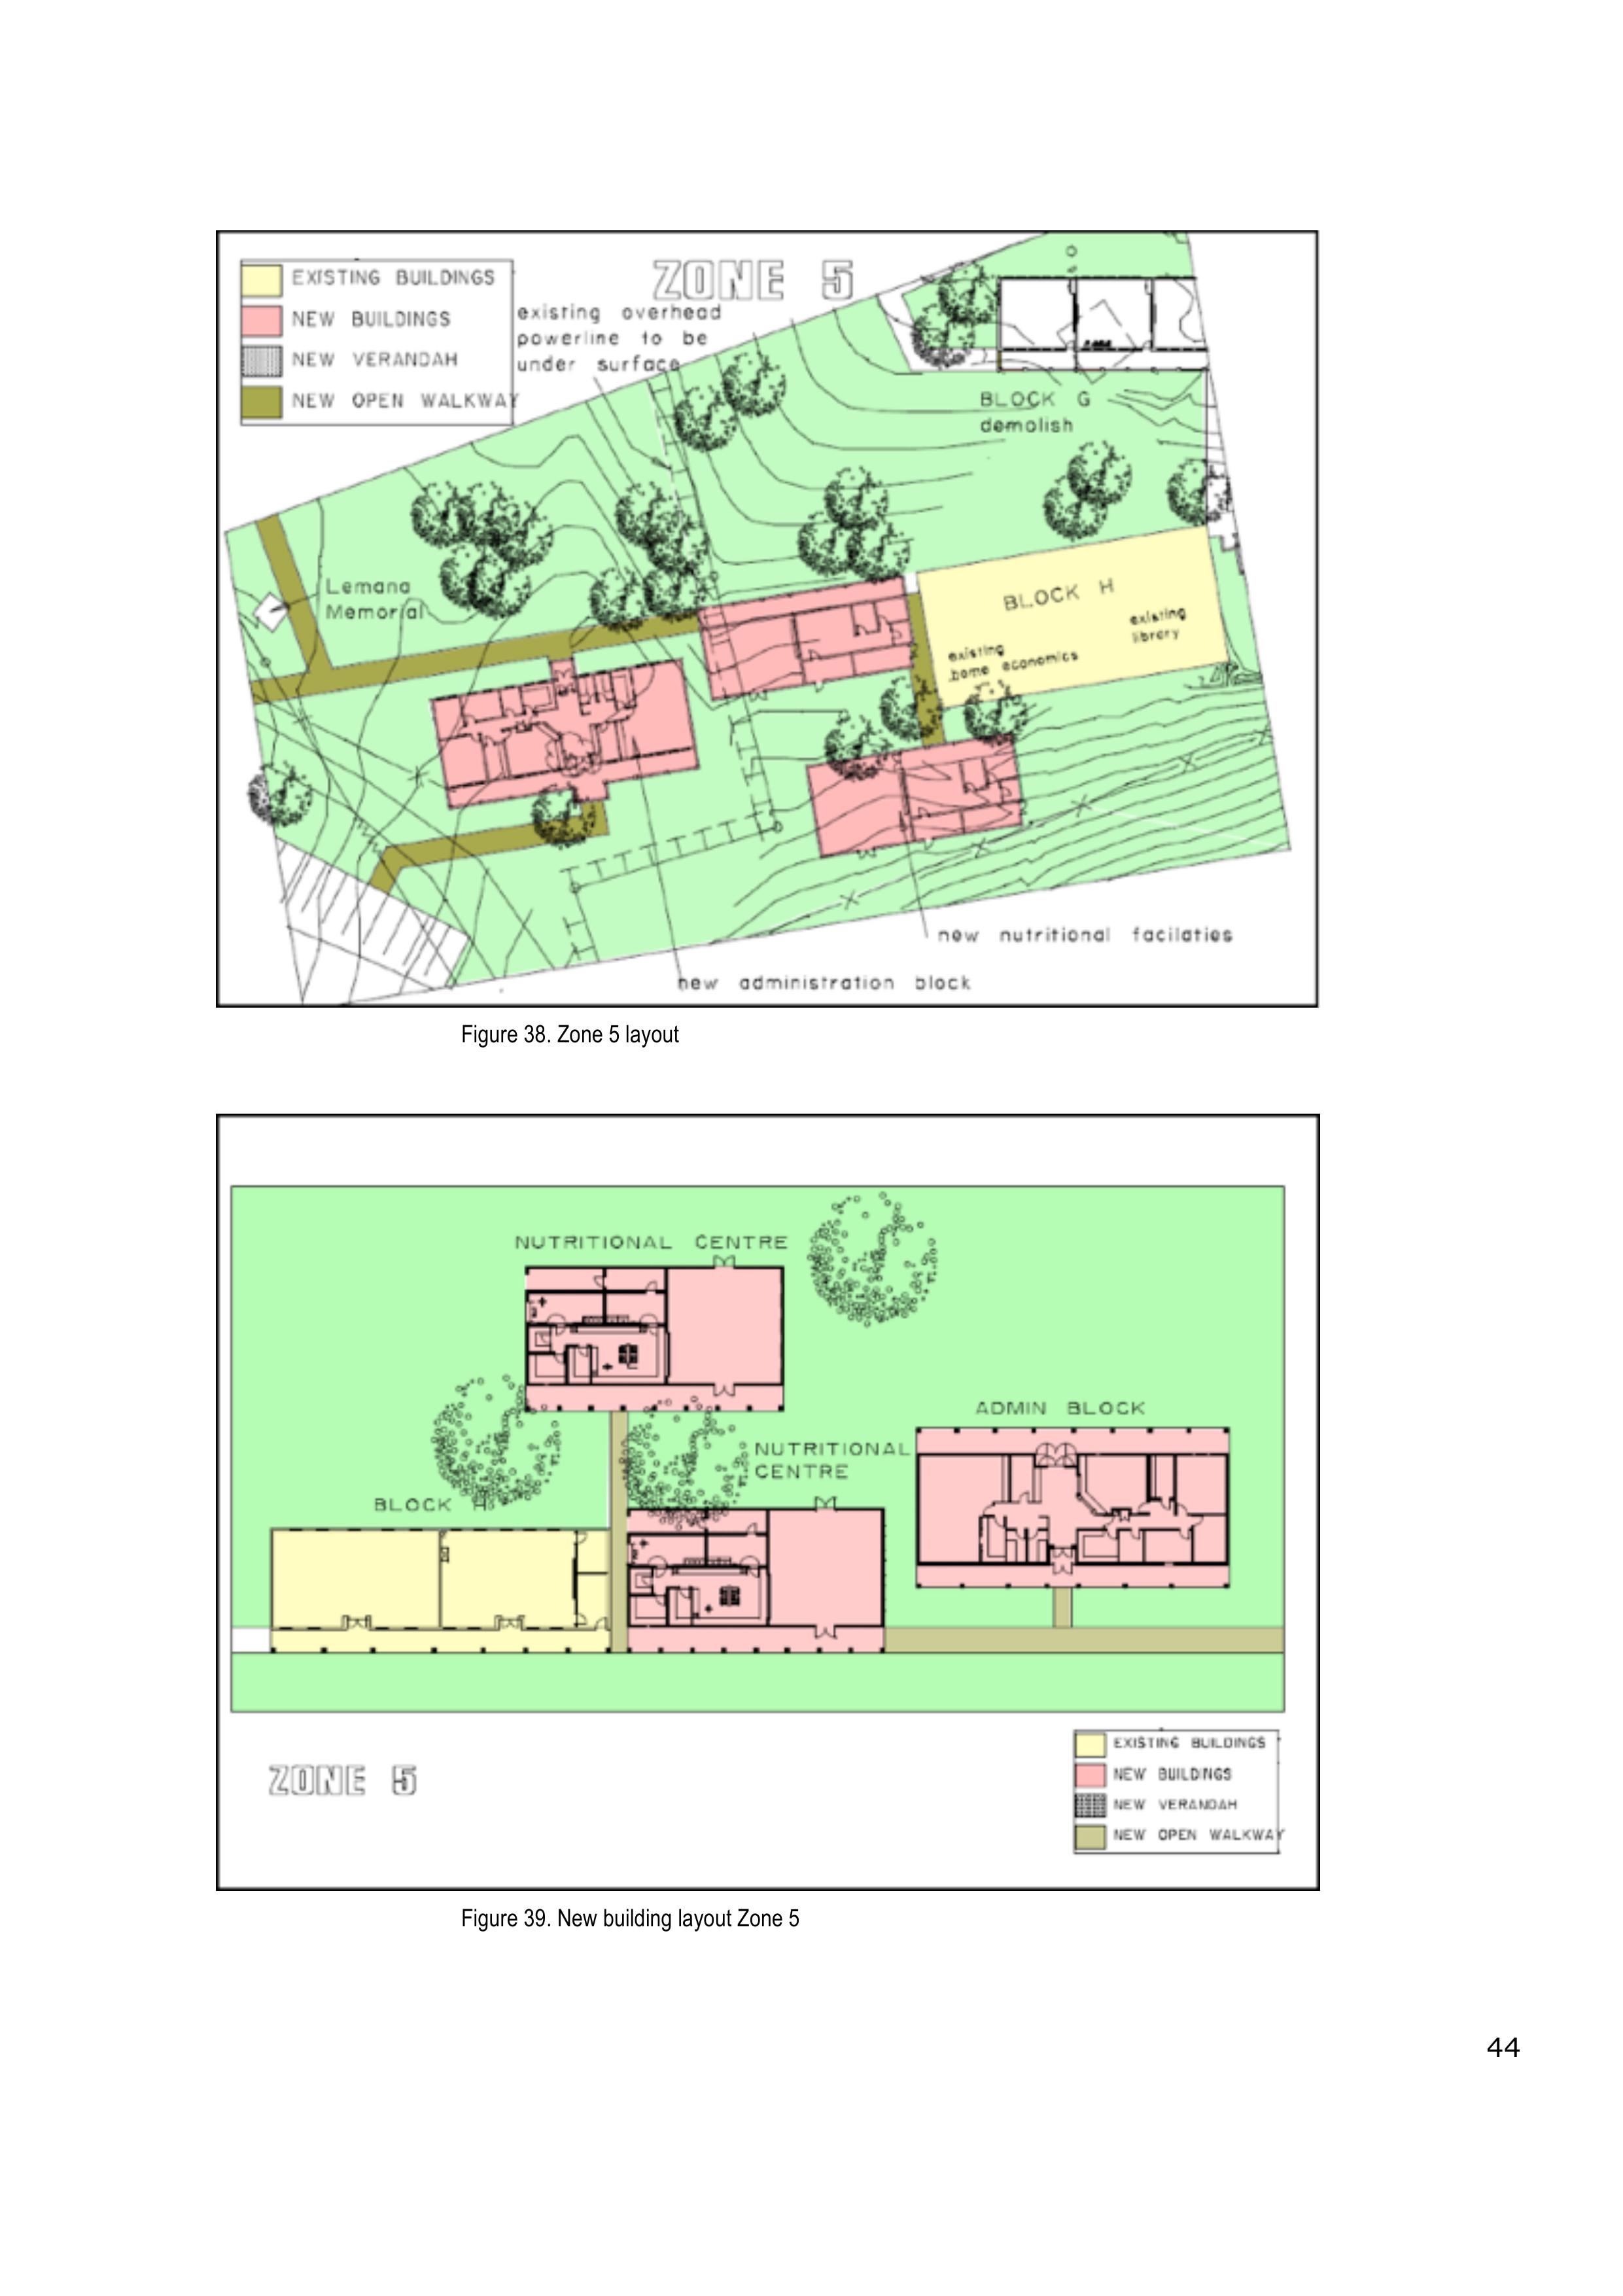 ZONE 5
EXISTING BUILDINGS
NEW BUILDINGS
NEW VERANDAH
NEW OPEN WALKWAY
existing overhead
powerline to be
under surface
BLOCK G
demolish
Lemana
Memorial
BLOCK H
existing
library
existing
home economics
new nutritional facilaties
new administration block
Figure 38. Zone 5 layout
NUTRITIONAL CENTRE
ADMIN BLOCK
NUTRITIONAL
CENTRE
BLOCK H
ZONE 5
EXISTING BUILDINGS
NEW BUILDINGS
NEW VERANDAH
NEW OPEN WALKWAY
Figure 39. New building layout Zone 5
44